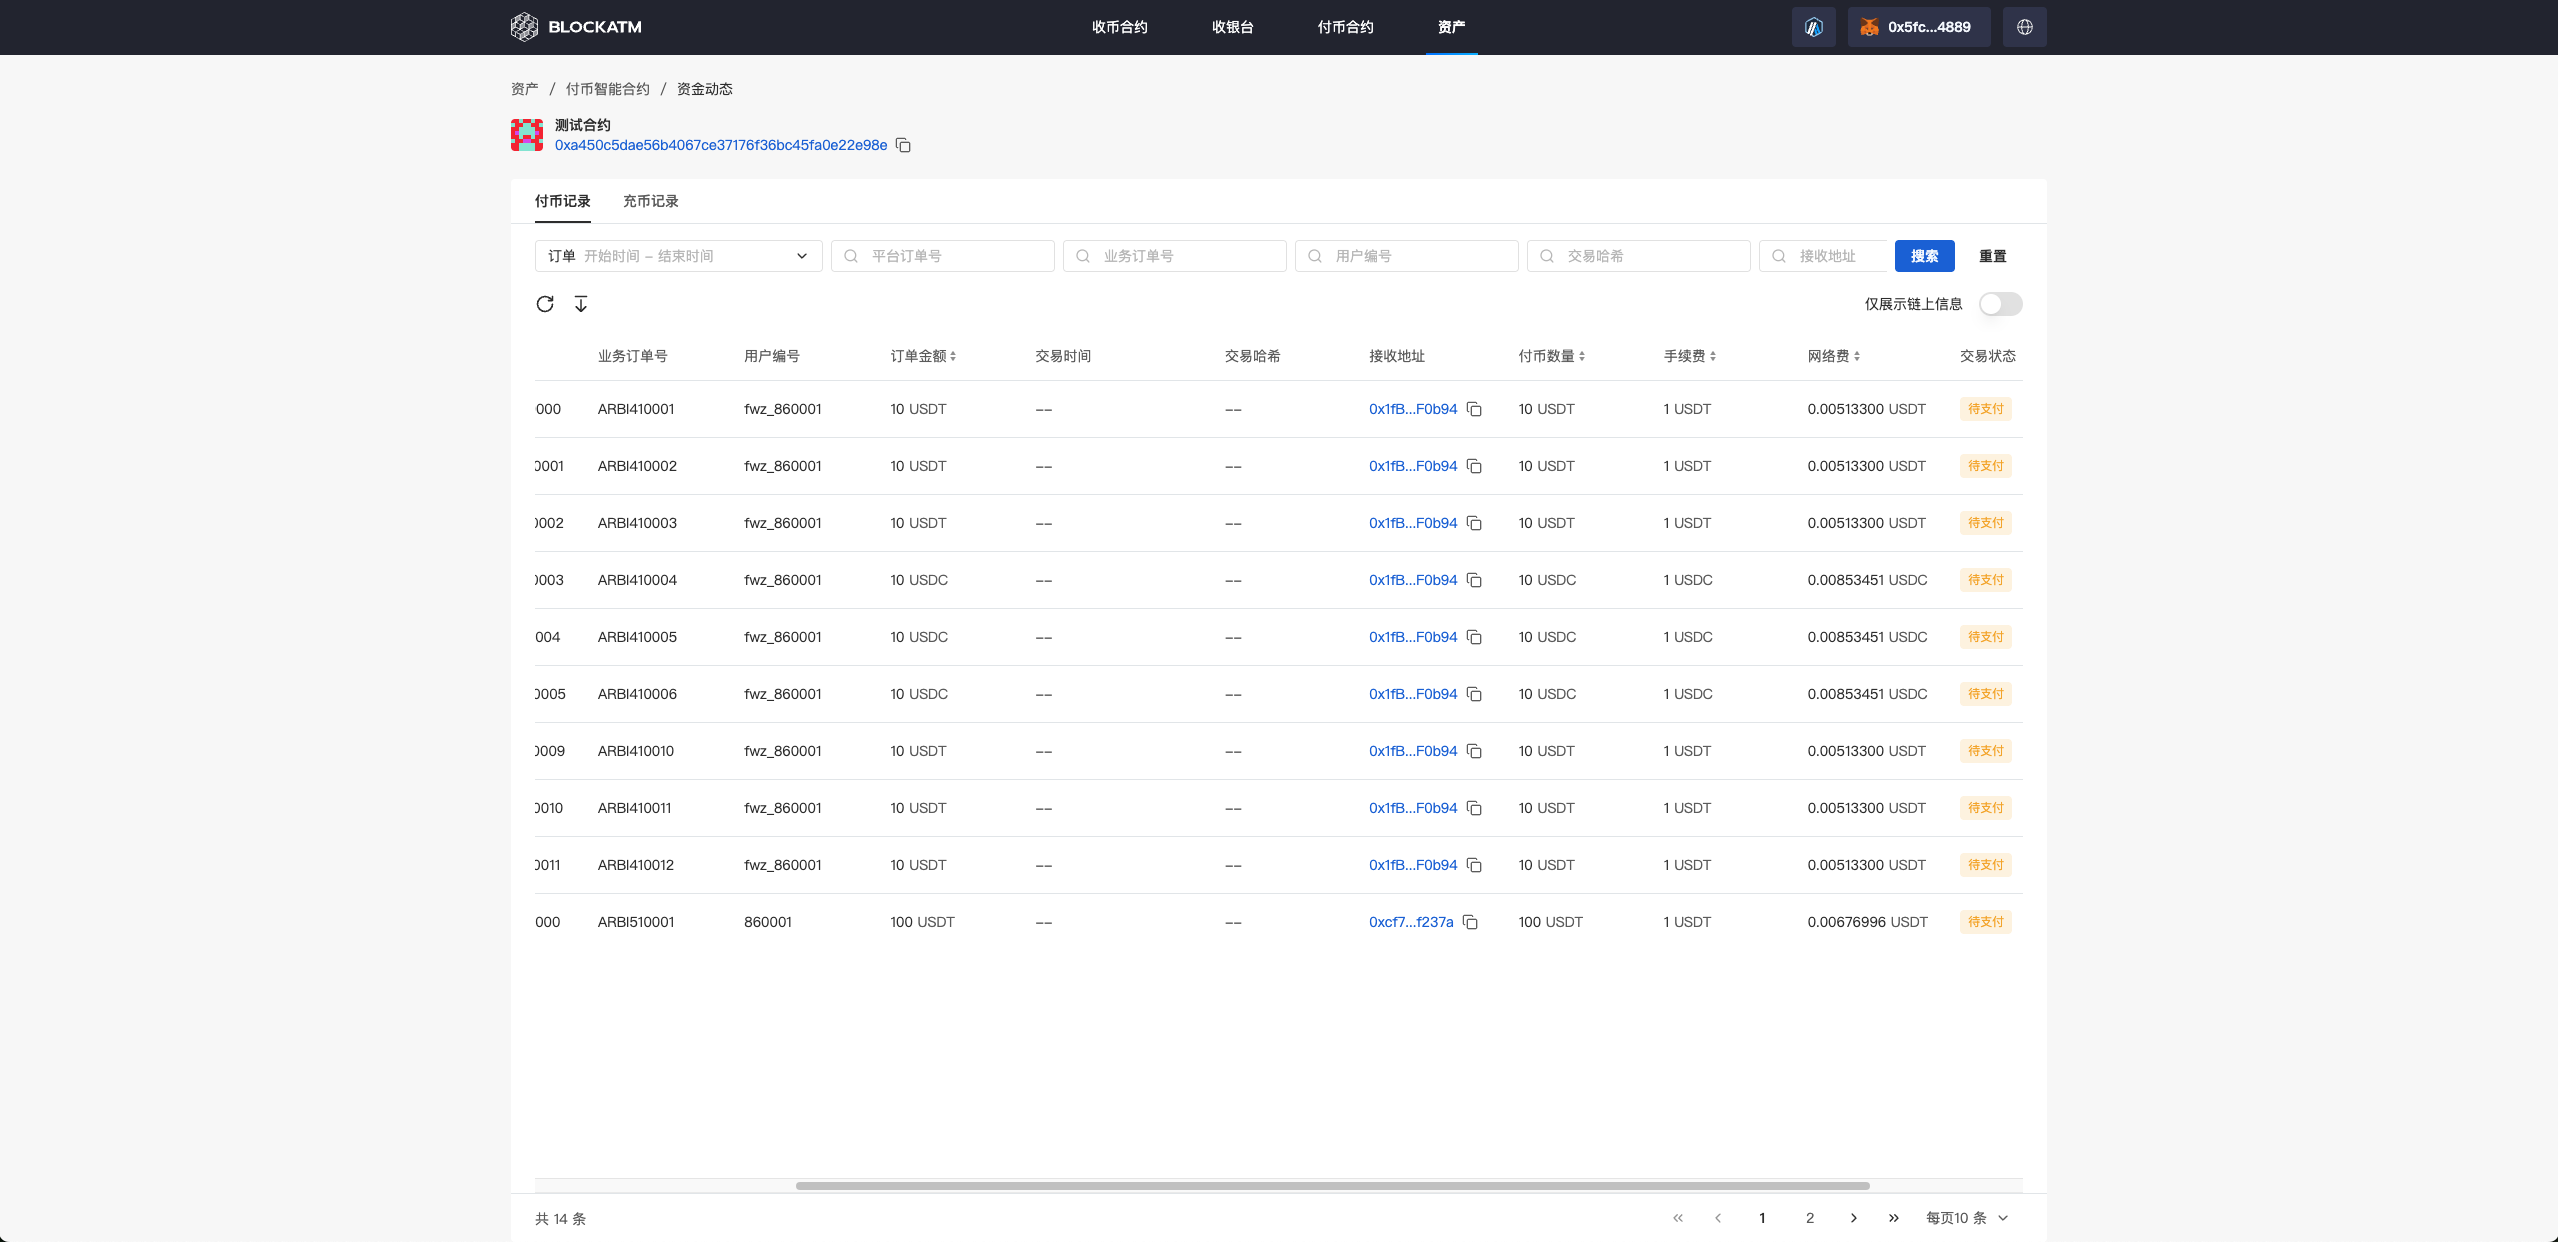 BLOCKATM 收币合约 收银台 付币合约 资产 0x5fc...4889
资产 / 付币智能合约 / 资金动态
测试合约
0xa450c5dae56b4067ce37176f36bc45fa0e22e98e
付币记录 充币记录
订单 开始时间 – 结束时间 平台订单号 业务订单号 用户编号 交易哈希 接收地址 搜索 重置
仅展示链上信息
业务订单号 用户编号 订单金额 交易时间 交易哈希 接收地址 付币数量 手续费 网络费 交易状态
000 ARBI410001 fwz_860001 10 USDT –– –– 0x1fB...F0b94 10 USDT 1 USDT 0.00513300 USDT 待支付
0001 ARBI410002 fwz_860001 10 USDT –– –– 0x1fB...F0b94 10 USDT 1 USDT 0.00513300 USDT 待支付
0002 ARBI410003 fwz_860001 10 USDT –– –– 0x1fB...F0b94 10 USDT 1 USDT 0.00513300 USDT 待支付
0003 ARBI410004 fwz_860001 10 USDC –– –– 0x1fB...F0b94 10 USDC 1 USDC 0.00853451 USDC 待支付
004 ARBI410005 fwz_860001 10 USDC –– –– 0x1fB...F0b94 10 USDC 1 USDC 0.00853451 USDC 待支付
0005 ARBI410006 fwz_860001 10 USDC –– –– 0x1fB...F0b94 10 USDC 1 USDC 0.00853451 USDC 待支付
0009 ARBI410010 fwz_860001 10 USDT –– –– 0x1fB...F0b94 10 USDT 1 USDT 0.00513300 USDT 待支付
0010 ARBI410011 fwz_860001 10 USDT –– –– 0x1fB...F0b94 10 USDT 1 USDT 0.00513300 USDT 待支付
0011 ARBI410012 fwz_860001 10 USDT –– –– 0x1fB...F0b94 10 USDT 1 USDT 0.00513300 USDT 待支付
000 ARBI510001 860001 100 USDT –– –– 0xcf7...f237a 100 USDT 1 USDT 0.00676996 USDT 待支付
共 14 条 1 2 每页10 条